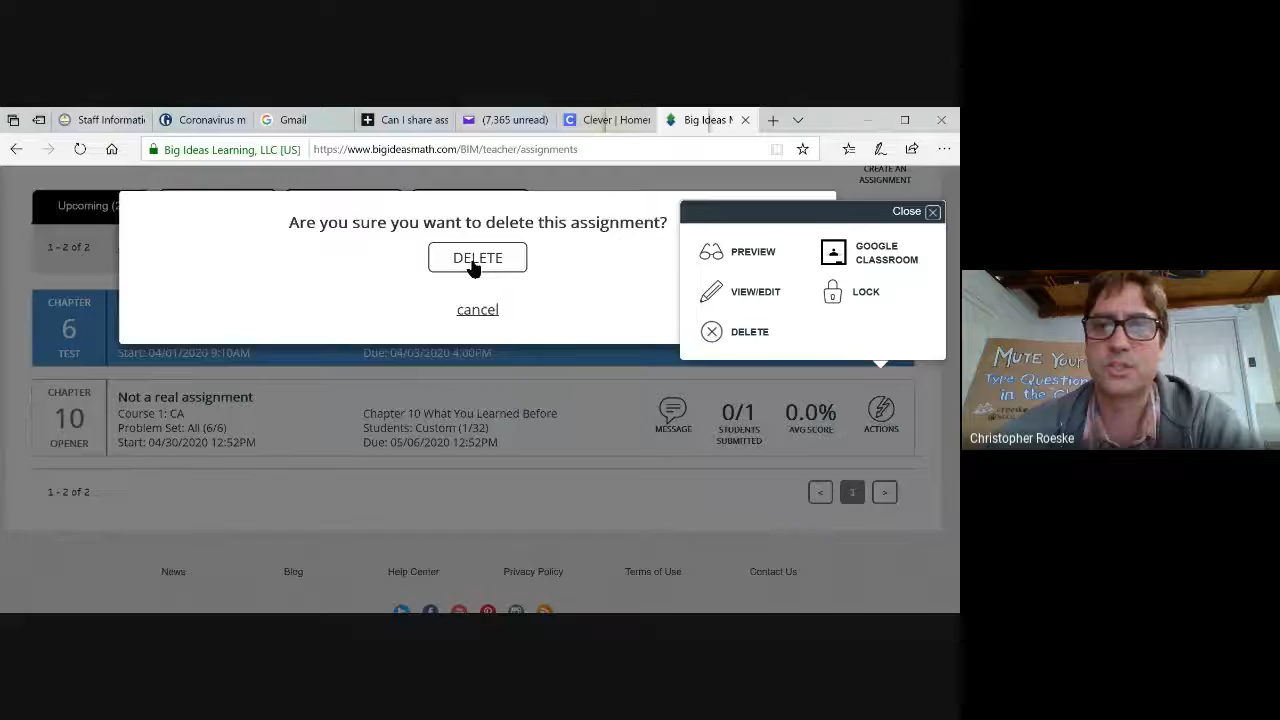 Staff Informati
Coronavirus m
Gmail
Can I share ass
(7,365 unread)
Clever | Home
Big Ideas M
Big Ideas Learning, LLC [US]
https://www.bigideasmath.com/BIM/teacher/assignments
CREATE AN
ASSIGNMENT
Upcoming (2
1 - 2 of 2
Are you sure you want to delete this assignment?
DELETE
cancel
Close
PREVIEW
GOOGLE
CLASSROOM
VIEW/EDIT
LOCK
DELETE
CHAPTER
6
TEST
Start: 04/01/2020 9:10AM
Due: 04/03/2020 4:00PM
CHAPTER
10
OPENER
Not a real assignment
Course 1: CA
Problem Set: All (6/6)
Start: 04/30/2020 12:52PM
Chapter 10 What You Learned Before
Students: Custom (1/32)
Due: 05/06/2020 12:52PM
MESSAGE
0/1
STUDENTS
SUBMITTED
0.0%
AVG SCORE
ACTIONS
1 - 2 of 2
<
1
>
News
Blog
Help Center
Privacy Policy
Terms of Use
Contact Us
MUTE YOUR
Type Question
in the
Christopher Roeske